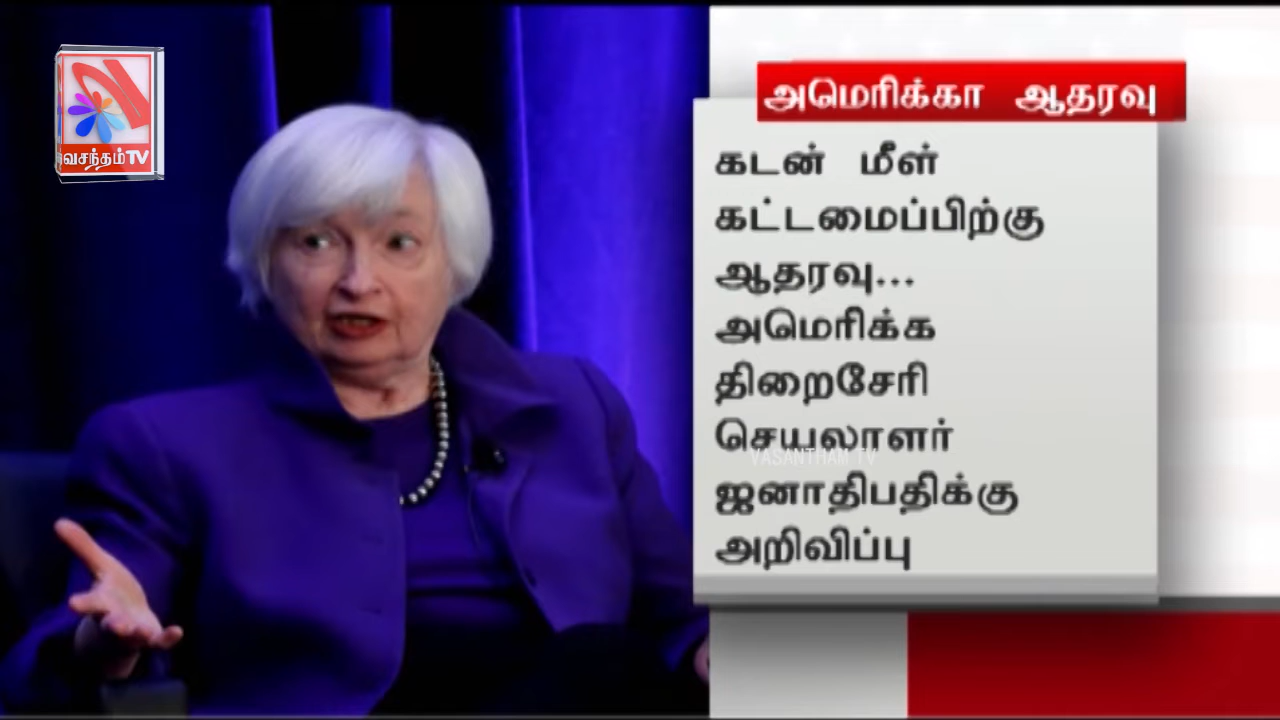 வசந்தம்TV
அமெரிக்கா ஆதரவு
கடன் மீள்
கட்டமைப்பிற்கு
ஆதரவு...
அமெரிக்க
திறைசேரி
செயலாளர்
VASANTHAM TV
ஜனாதிபதிக்கு
அறிவிப்பு